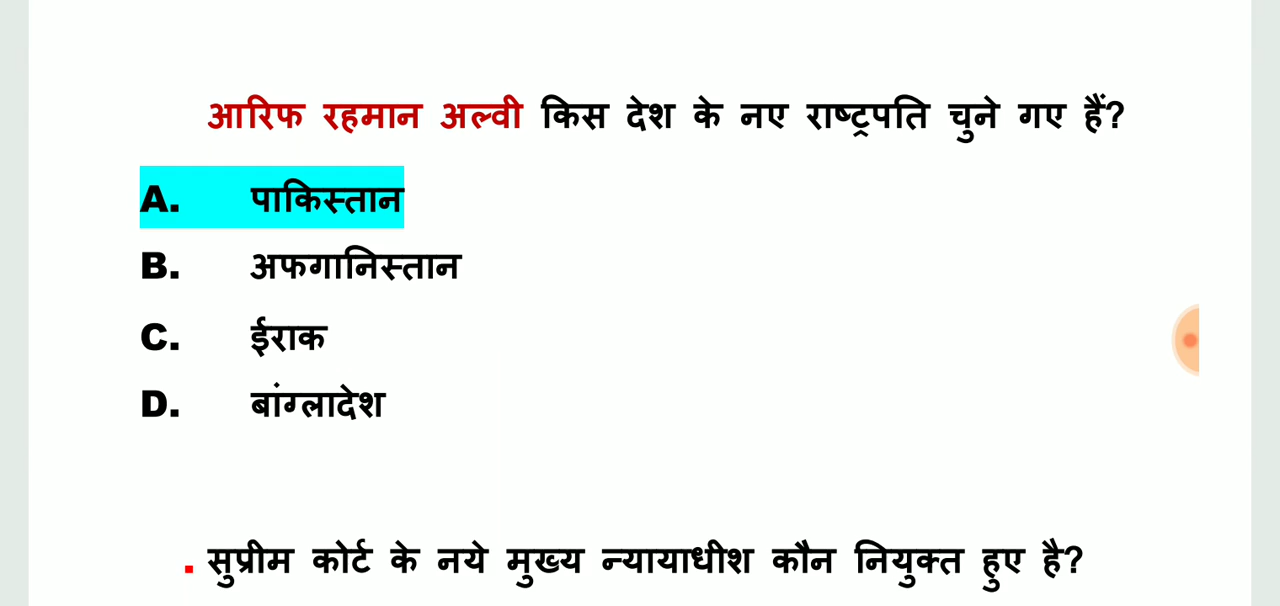 आरिफ रहमान अल्वी किस देश के नए राष्ट्रपति चुने गए हैं?
A. पाकिस्तान
B. अफगानिस्तान
C. ईराक
D. बांग्लादेश
. सुप्रीम कोर्ट के नये मुख्य न्यायाधीश कौन नियुक्त हुए है?